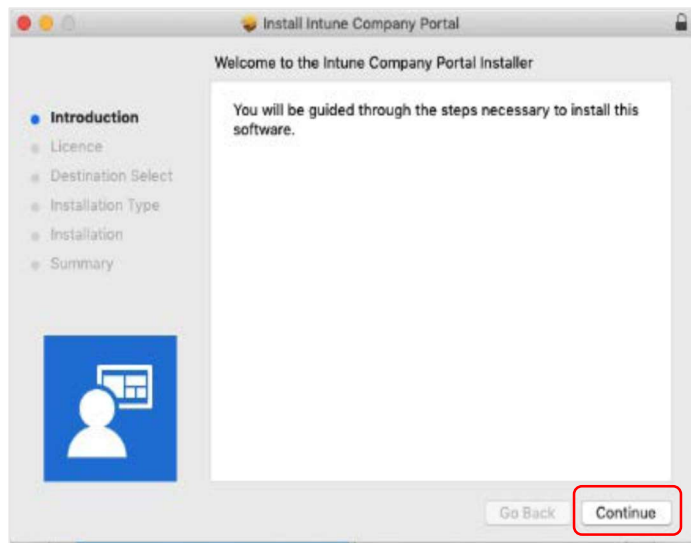 Install Intune Company Portal
Welcome to the Intune Company Portal Installer
Introduction
Licence
Destination Select
Installation Type
Installation
Summary
You will be guided through the steps necessary to install this
software.
Go Back
Continue